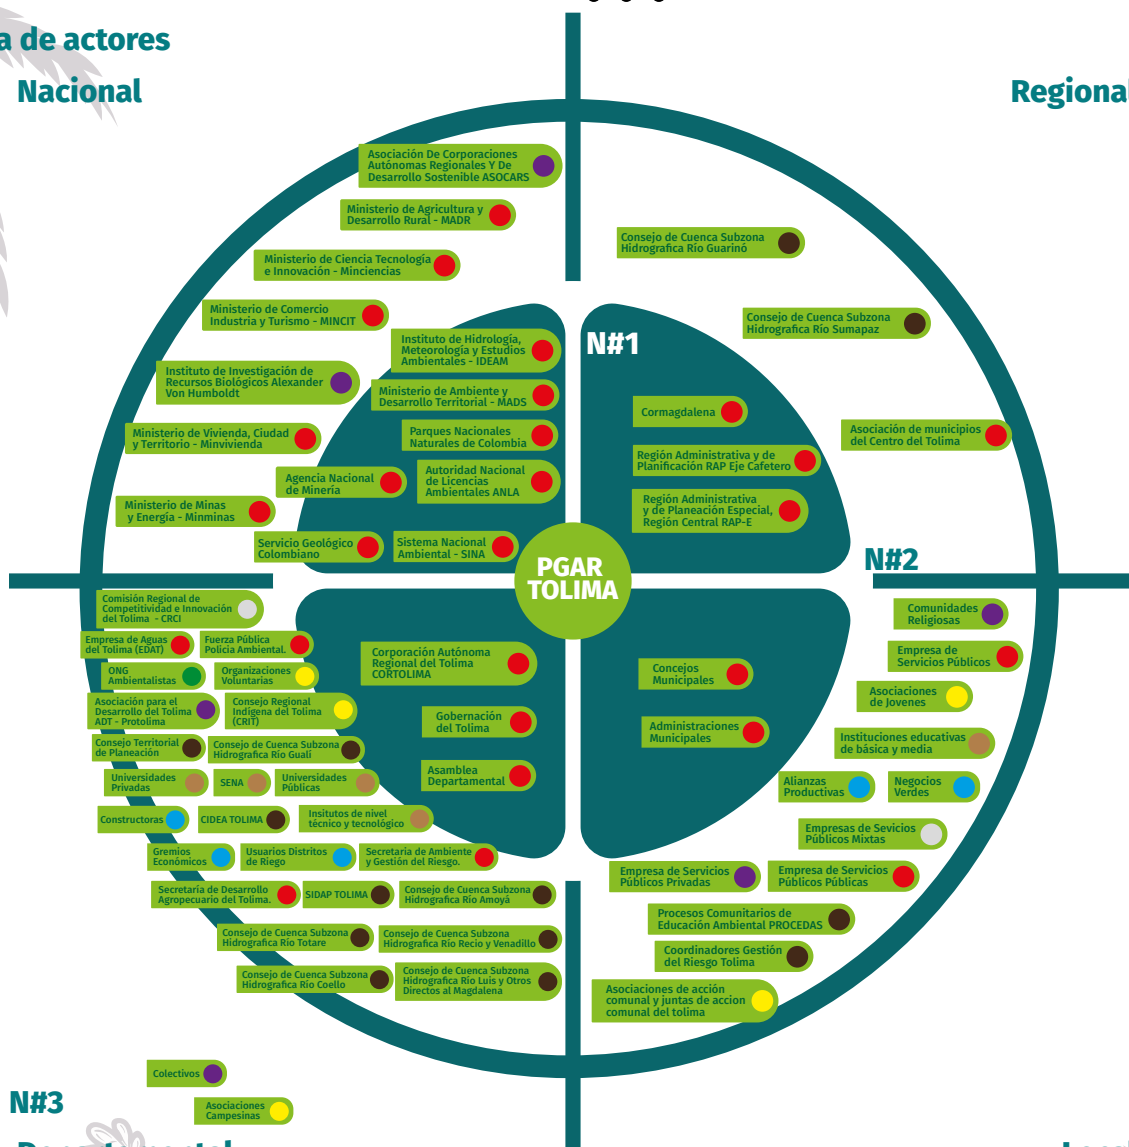 a de actores
Nacional
Regional
Asociación De Corporaciones
Autónomas Regionales Y De
Desarrollo Sostenible ASOCARS
Ministerio de Agricultura y
Desarrollo Rural - MADR
Ministerio de Ciencia Tecnología
e Innovación - Minciencias
Ministerio de Comercio
Industria y Turismo - MINCIT
Instituto de Hidrología,
Meteorología y Estudios
Ambientales - IDEAM
Instituto de Investigación de
Recursos Biológicos Alexander
Von Humboldt
Ministerio de Ambiente y
Desarrollo Territorial - MADS
Ministerio de Vivienda, Ciudad
y Territorio - Minvivienda
Parques Nacionales
Naturales de Colombia
Agencia Nacional
de Minería
Autoridad Nacional
de Licencias
Ambientales ANLA
Ministerio de Minas
y Energía - Minminas
Servicio Geológico
Colombiano
Sistema Nacional
Ambiental - SINA
Consejo de Cuenca Subzona
Hidrografica Río Guarinó
Consejo de Cuenca Subzona
Hidrografica Río Sumapaz
N#1
Cormagdalena
Asociación de municipios
del Centro del Tolima
Región Administrativa y de
Planificación RAP Eje Cafetero
Región Administrativa
y de Planeación Especial,
Región Central RAP-E
N#2
PGAR
TOLIMA
Comisión Regional de
Competitividad e Innovación
del Tolima - CRCI
Empresa de Aguas
del Tolima (EDAT)
Fuerza Pública
Policia Ambiental.
ONG
Ambientalistas
Organizaciones
Voluntarias
Asociación para el
Desarrollo del Tolima
ADT - Protolima
Consejo Regional
Indígena del Tolima
(CRIT)
Consejo Territorial
de Planeación
Consejo de Cuenca Subzona
Hidrografica Río Gualí
Universidades
Privadas
SENA
Universidades
Públicas
Constructoras
CIDEA TOLIMA
Insitutos de nivel
técnico y tecnológico
Gremios
Económicos
Usuarios Distritos
de Riego
Secretaria de Ambiente
y Gestión del Riesgo.
Secretaría de Desarrollo
Agropecuario del Tolima.
SIDAP TOLIMA
Consejo de Cuenca Subzona
Hidrografica Río Amoyá
Consejo de Cuenca Subzona
Hidrografica Río Totare
Consejo de Cuenca Subzona
Hidrografica Río Recio y Venadillo
Consejo de Cuenca Subzona
Hidrografica Río Coello
Consejo de Cuenca Subzona
Hidrografica Río Luis y Otros
Directos al Magdalena
Corporación Autónoma
Regional del Tolima
CORTOLIMA
Gobernación
del Tolima
Asamblea
Departamental
Concejos
Municipales
Administraciones
Municipales
Comunidades
Religiosas
Empresa de
Servicios Públicos
Asociaciones
de Jovenes
Instituciones educativas
de básica y media
Alianzas
Productivas
Negocios
Verdes
Empresas de Sevicios
Públicos Mixtas
Empresa de Servicios
Públicos Privadas
Empresa de Servicios
Públicos Públicas
Procesos Comunitarios de
Educación Ambiental PROCEDAS
Coordinadores Gestión
del Riesgo Tolima
Asociaciones de acción
comunal y juntas de accion
comunal del tolima
Colectivos
Asociaciones
Campesinas
N#3